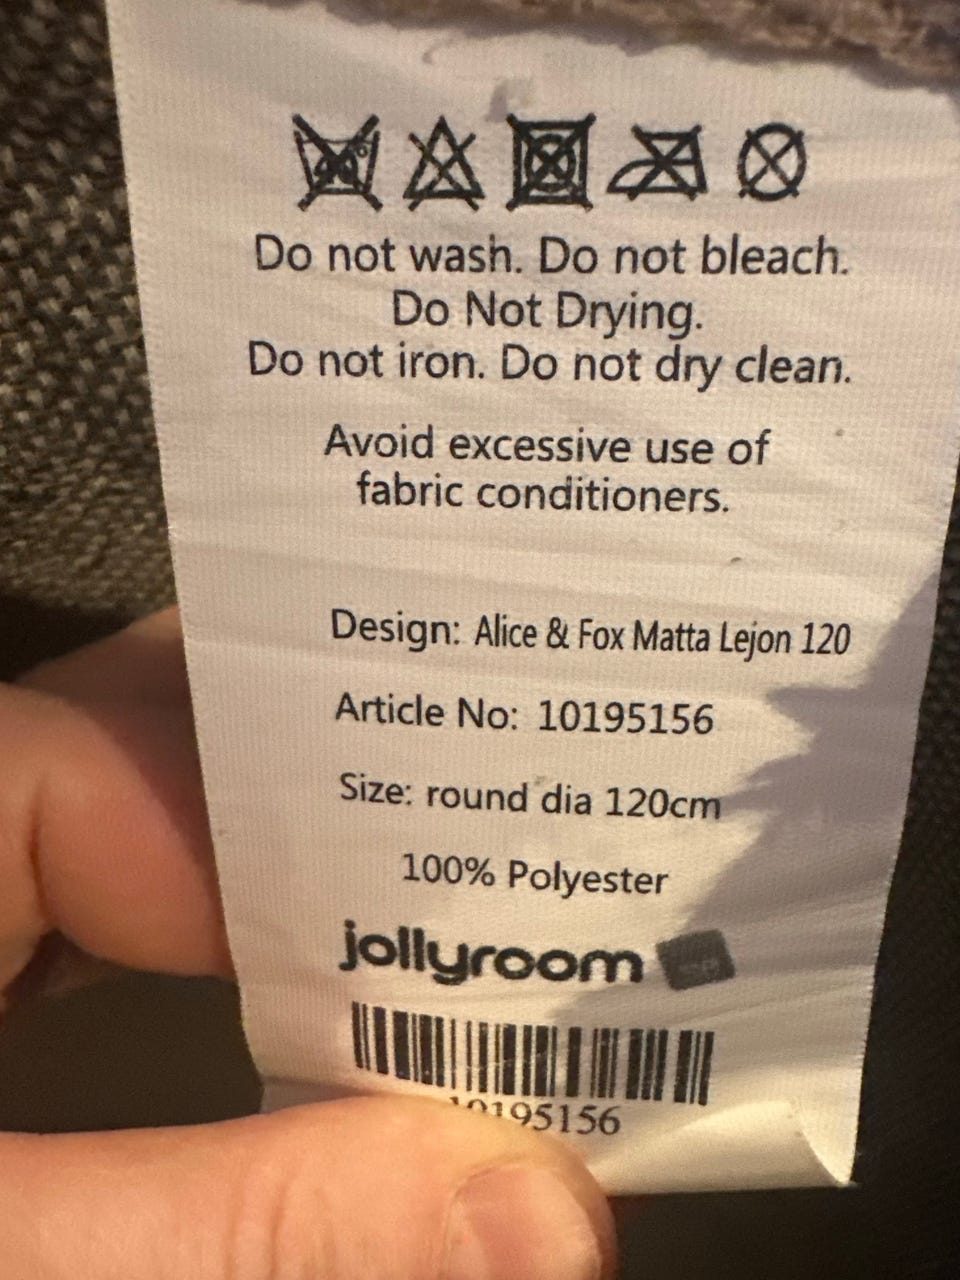 Do not wash. Do not bleach.
Do Not Drying.
Do not iron. Do not dry clean.
Avoid excessive use of
fabric conditioners.
Design: Alice & Fox Matta Lejon 120
Article No: 10195156
Size: round dia 120cm
100% Polyester
jollyroom
10195156